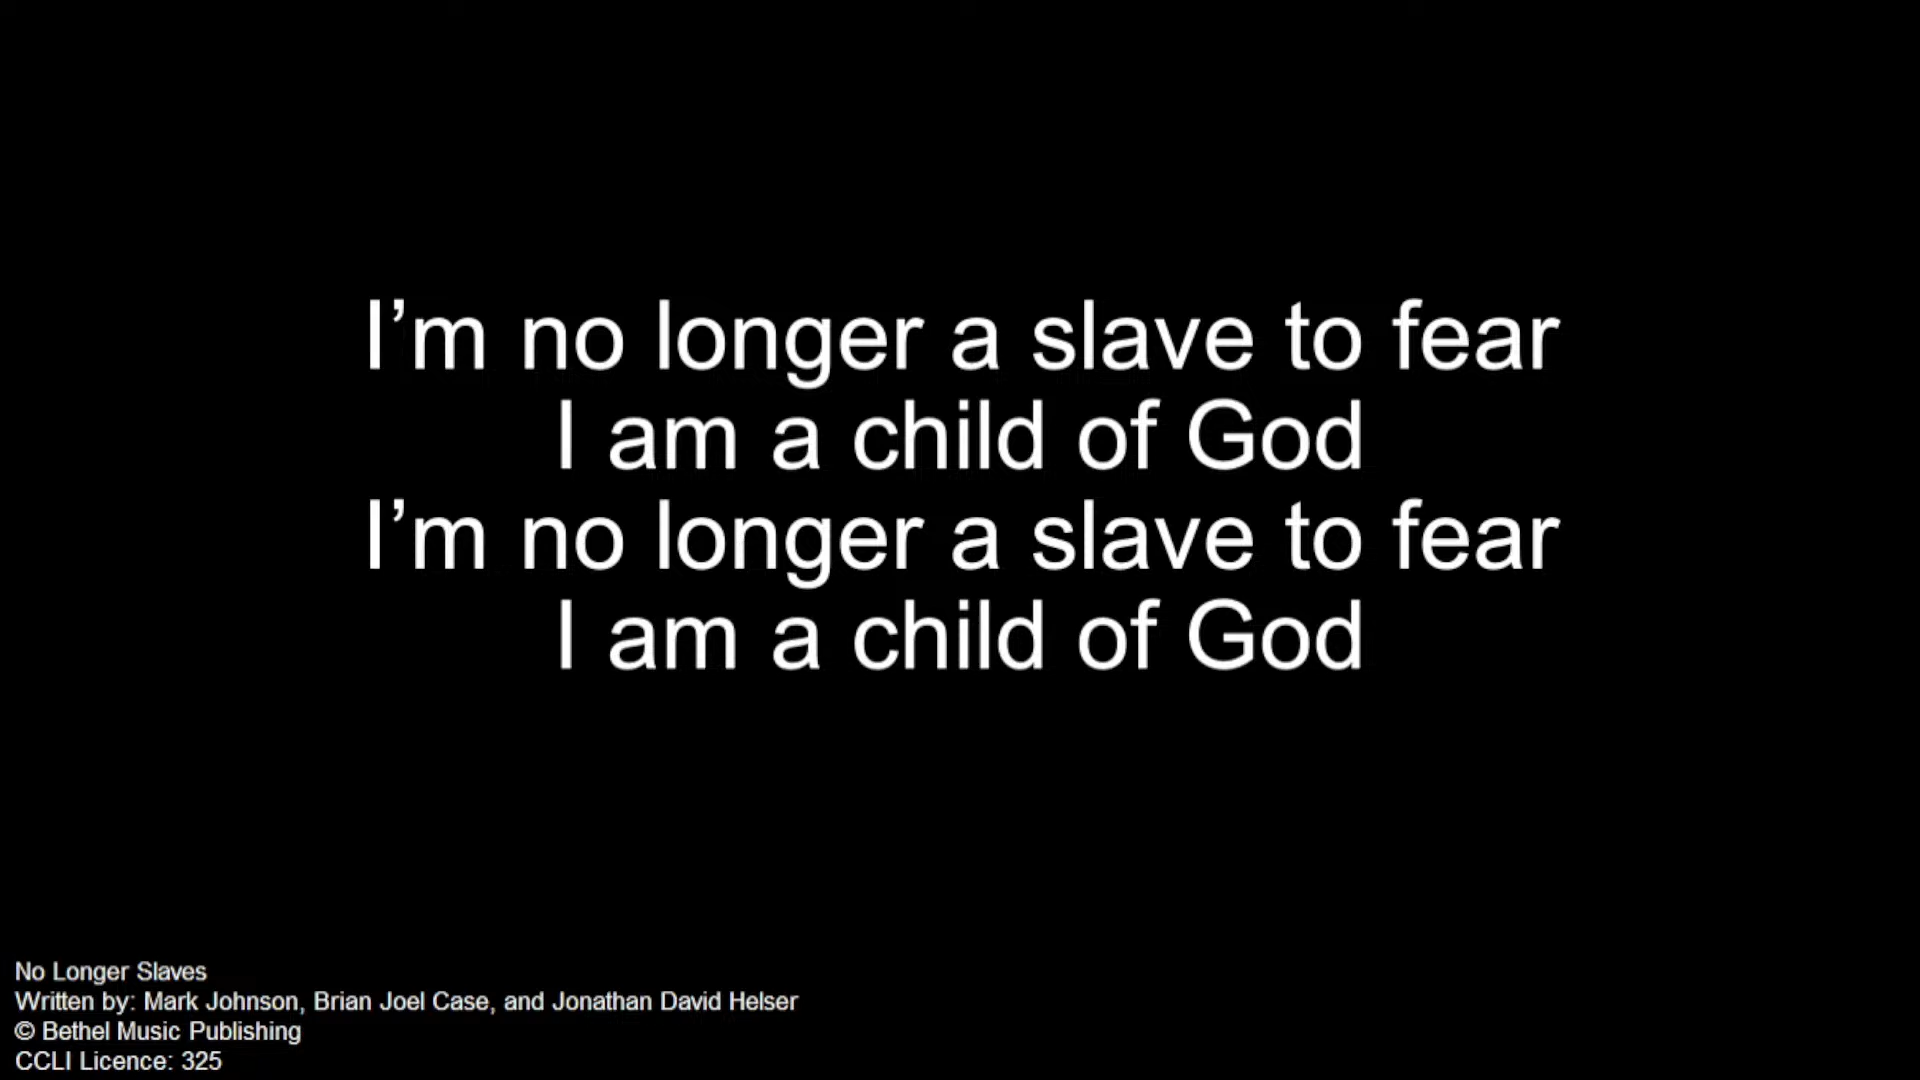 I’m no longer a slave to fear
I am a child of God
I’m no longer a slave to fear
I am a child of God
No Longer Slaves
Written by: Mark Johnson, Brian Joel Case, and Jonathan David Helser
© Bethel Music Publishing
CCLI Licence: 325